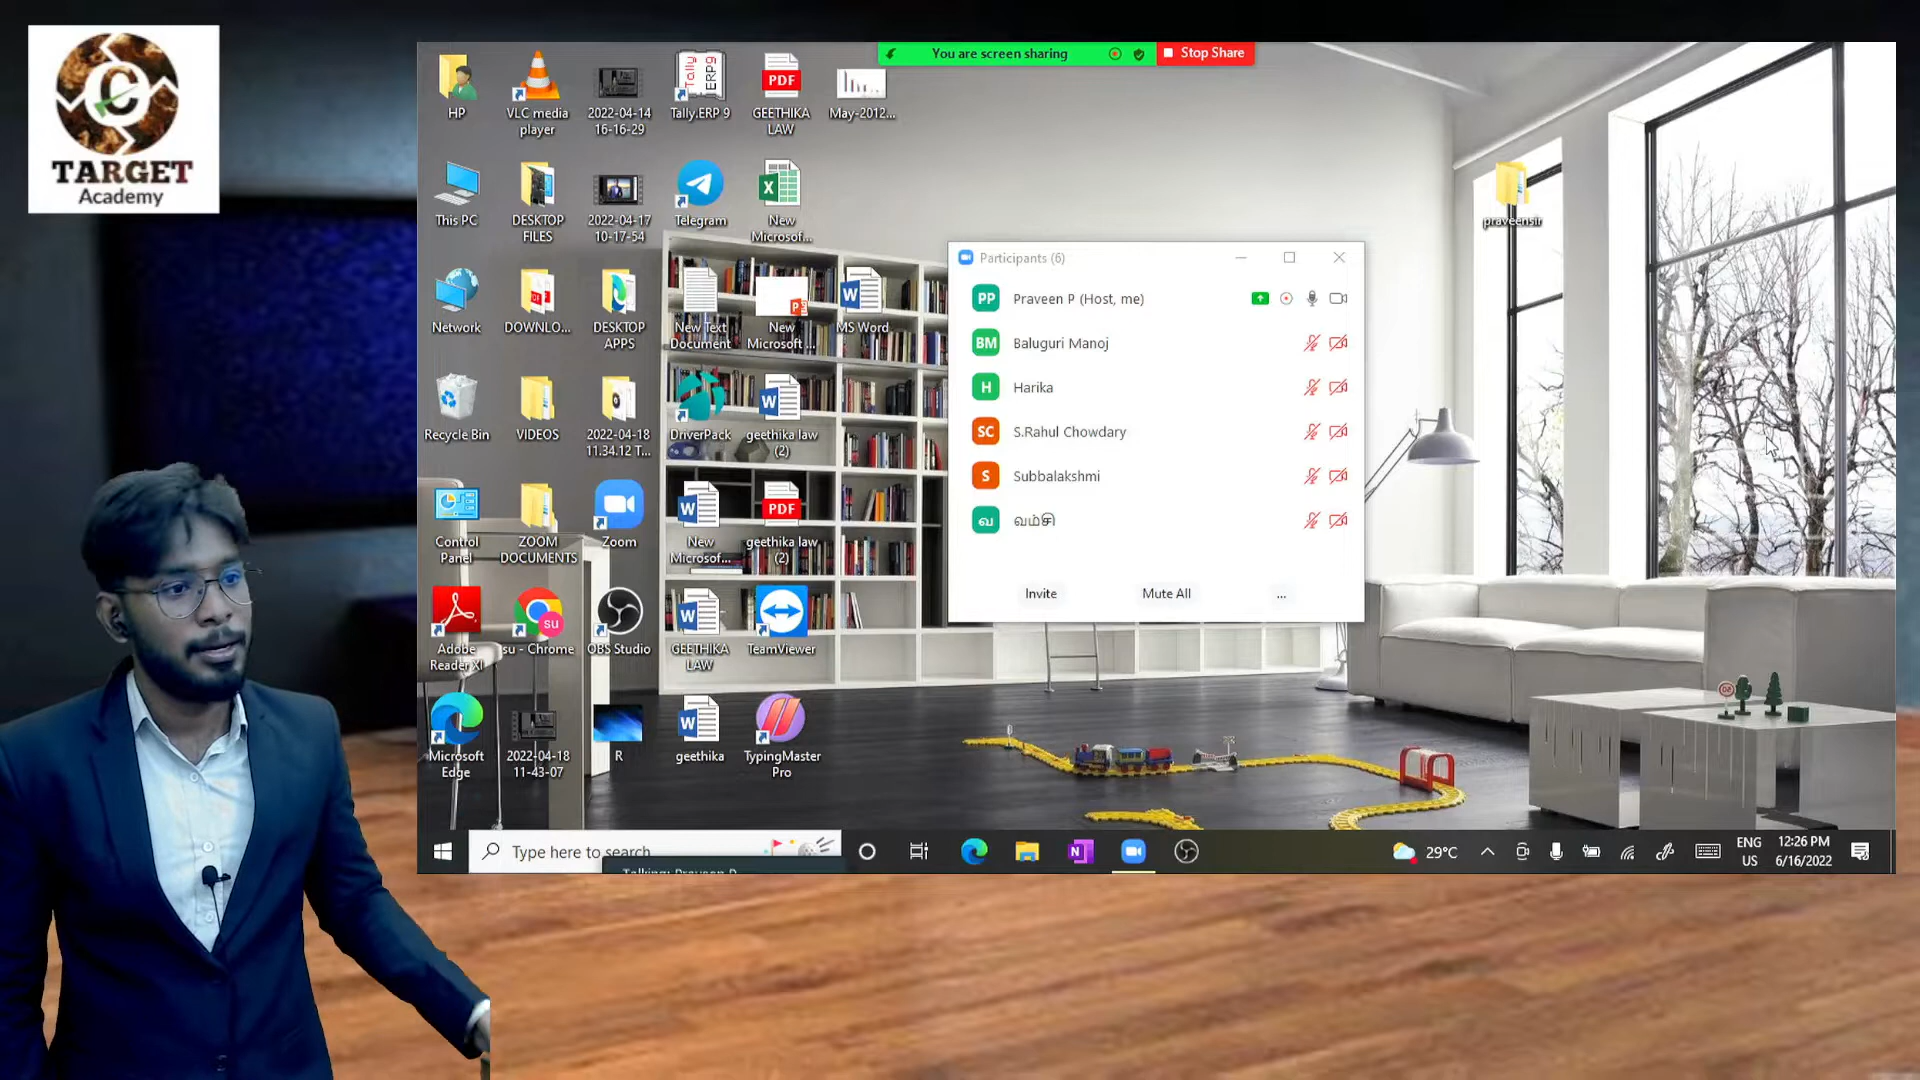 TARGET
Academy
You are screen sharing
Stop Share
HP
VLC media
player
2022-04-14
16-16-29
Tally.ERP 9
GEETHIKA
LAW
May-2012...
This PC
DESKTOP
FILES
2022-04-17
10-17-54
Telegram
New
Microsof...
praveensir
Network
DOWNLO...
DESKTOP
APPS
New Text
Document
New
Microsoft ...
MS Word
Recycle Bin
VIDEOS
2022-04-18
11.34.12 T...
DriverPack
geethika law
(2)
Control
Panel
ZOOM
DOCUMENTS
Zoom
New
Microsof...
geethika law
(2)
Adobe
Reader XI
su - Chrome
OBS Studio
GEETHIKA
LAW
TeamViewer
Microsoft
Edge
2022-04-18
11-43-07
R
geethika
TypingMaster
Pro
Participants (6)
PP Praveen P (Host, me)
BM Baluguri Manoj
H Harika
SC S.Rahul Chowdary
S Subbalakshmi
வ வம்சி
Invite
Mute All
...
Type here to search
29°C
ENG
US
12:26 PM
6/16/2022